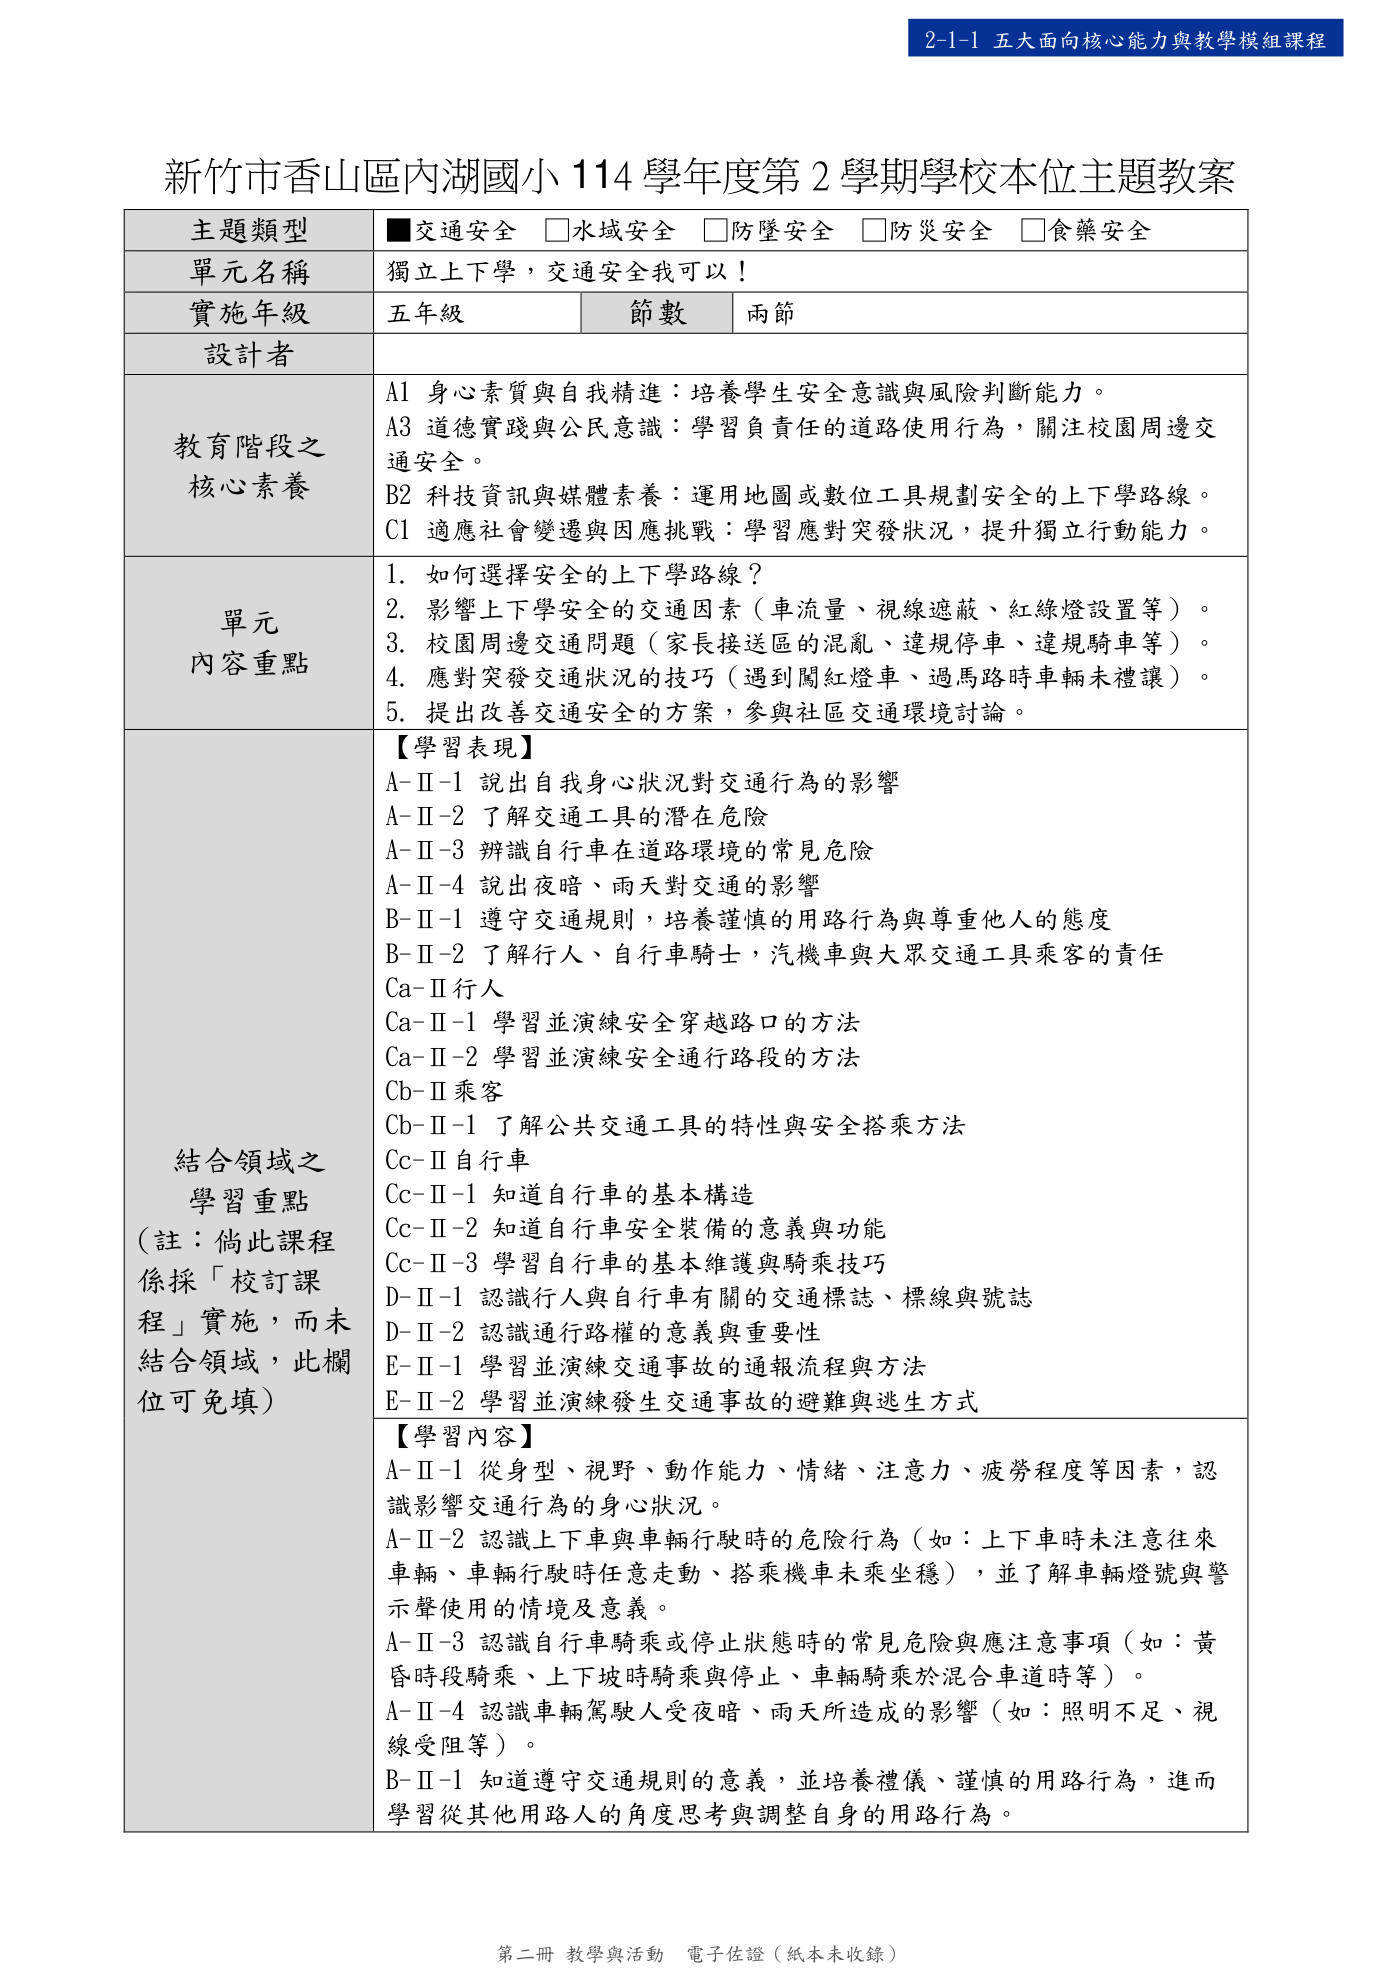 2-1-1 五大面向核心能力與教學模組課程
新竹市香山區內湖國小 114 學年度第 2 學期學校本位主題教案
主題類型 ■交通安全 □水域安全 □防墜安全 □防災安全 □食藥安全
單元名稱 獨立上下學，交通安全我可以！
實施年級 五年級 節數 兩節
設計者
教育階段之
核心素養
A1 身心素質與自我精進：培養學生安全意識與風險判斷能力。
A3 道德實踐與公民意識：學習負責任的道路使用行為，關注校園周邊交
通安全。
B2 科技資訊與媒體素養：運用地圖或數位工具規劃安全的上下學路線。
C1 適應社會變遷與因應挑戰：學習應對突發狀況，提升獨立行動能力。
單元
內容重點
1. 如何選擇安全的上下學路線？
2. 影響上下學安全的交通因素（車流量、視線遮蔽、紅綠燈設置等）。
3. 校園周邊交通問題（家長接送區的混亂、違規停車、違規騎車等）。
4. 應對突發交通狀況的技巧（遇到闖紅燈車、過馬路時車輛未禮讓）。
5. 提出改善交通安全的方案，參與社區交通環境討論。
結合領域之
學習重點
（註：倘此課程
係採「校訂課
程」實施，而未
結合領域，此欄
位可免填）
【學習表現】
A-Ⅱ-1 說出自我身心狀況對交通行為的影響
A-Ⅱ-2 了解交通工具的潛在危險
A-Ⅱ-3 辨識自行車在道路環境的常見危險
A-Ⅱ-4 說出夜暗、雨天對交通的影響
B-Ⅱ-1 遵守交通規則，培養謹慎的用路行為與尊重他人的態度
B-Ⅱ-2 了解行人、自行車騎士，汽機車與大眾交通工具乘客的責任
Ca-Ⅱ行人
Ca-Ⅱ-1 學習並演練安全穿越路口的方法
Ca-Ⅱ-2 學習並演練安全通行路段的方法
Cb-Ⅱ乘客
Cb-Ⅱ-1 了解公共交通工具的特性與安全搭乘方法
Cc-Ⅱ自行車
Cc-Ⅱ-1 知道自行車的基本構造
Cc-Ⅱ-2 知道自行車安全裝備的意義與功能
Cc-Ⅱ-3 學習自行車的基本維護與騎乘技巧
D-Ⅱ-1 認識行人與自行車有關的交通標誌、標線與號誌
D-Ⅱ-2 認識通行路權的意義與重要性
E-Ⅱ-1 學習並演練交通事故的通報流程與方法
E-Ⅱ-2 學習並演練發生交通事故的避難與逃生方式
【學習內容】
A-Ⅱ-1 從身型、視野、動作能力、情緒、注意力、疲勞程度等因素，認
識影響交通行為的身心狀況。
A-Ⅱ-2 認識上下車與車輛行駛時的危險行為（如：上下車時未注意往來
車輛、車輛行駛時任意走動、搭乘機車未乘坐穩），並了解車輛燈號與警
示聲使用的情境及意義。
A-Ⅱ-3 認識自行車騎乘或停止狀態時的常見危險與應注意事項（如：黃
昏時段騎乘、上下坡時騎乘與停止、車輛騎乘於混合車道時等）。
A-Ⅱ-4 認識車輛駕駛人受夜暗、雨天所造成的影響（如：照明不足、視
線受阻等）。
B-Ⅱ-1 知道遵守交通規則的意義，並培養禮儀、謹慎的用路行為，進而
學習從其他用路人的角度思考與調整自身的用路行為。
第二冊 教學與活動 電子佐證（紙本未收錄）